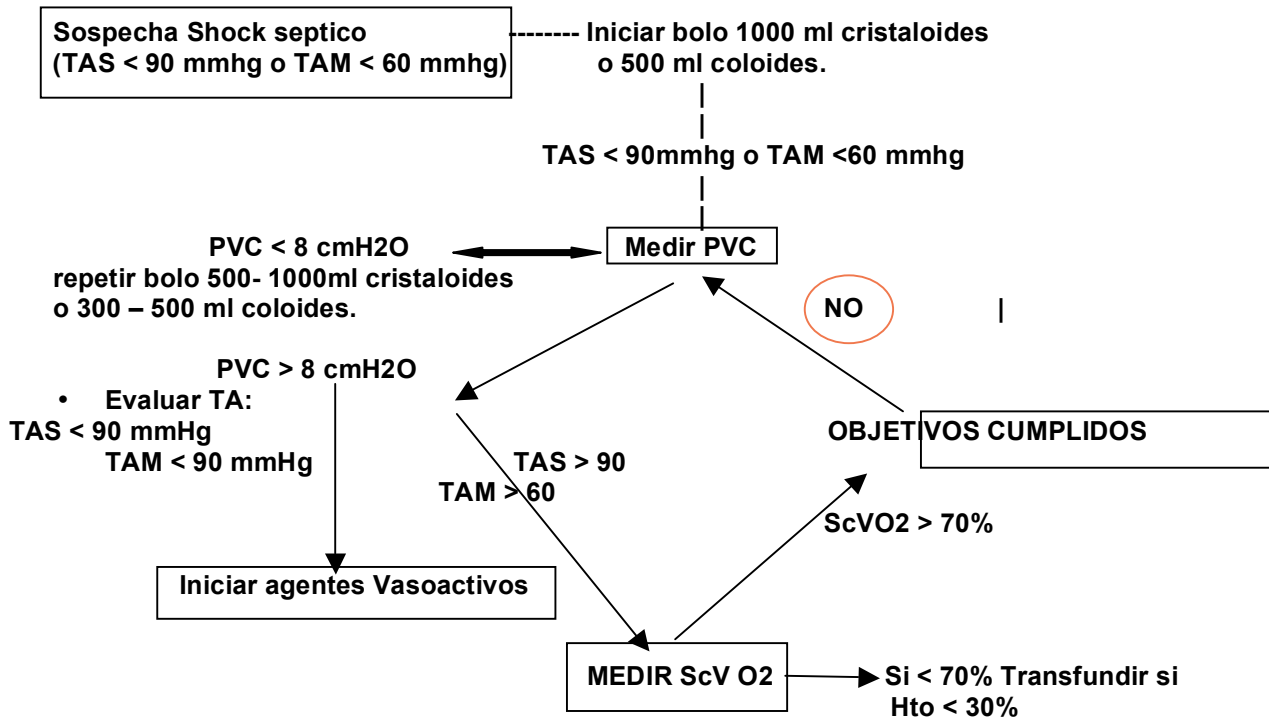 Sospecha Shock septico
(TAS < 90 mmhg o TAM < 60 mmhg)
Iniciar bolo 1000 ml cristaloides
o 500 ml coloides.
TAS < 90mmhg o TAM <60 mmhg
Medir PVC
PVC < 8 cmH2O
repetir bolo 500- 1000ml cristaloides
o 300 – 500 ml coloides.
NO
PVC > 8 cmH2O
• Evaluar TA:
TAS < 90 mmHg
TAM < 90 mmHg
OBJETIVOS CUMPLIDOS
TAS > 90
TAM > 60
ScVO2 > 70%
Iniciar agentes Vasoactivos
MEDIR ScV O2
Si < 70% Transfundir si
Hto < 30%